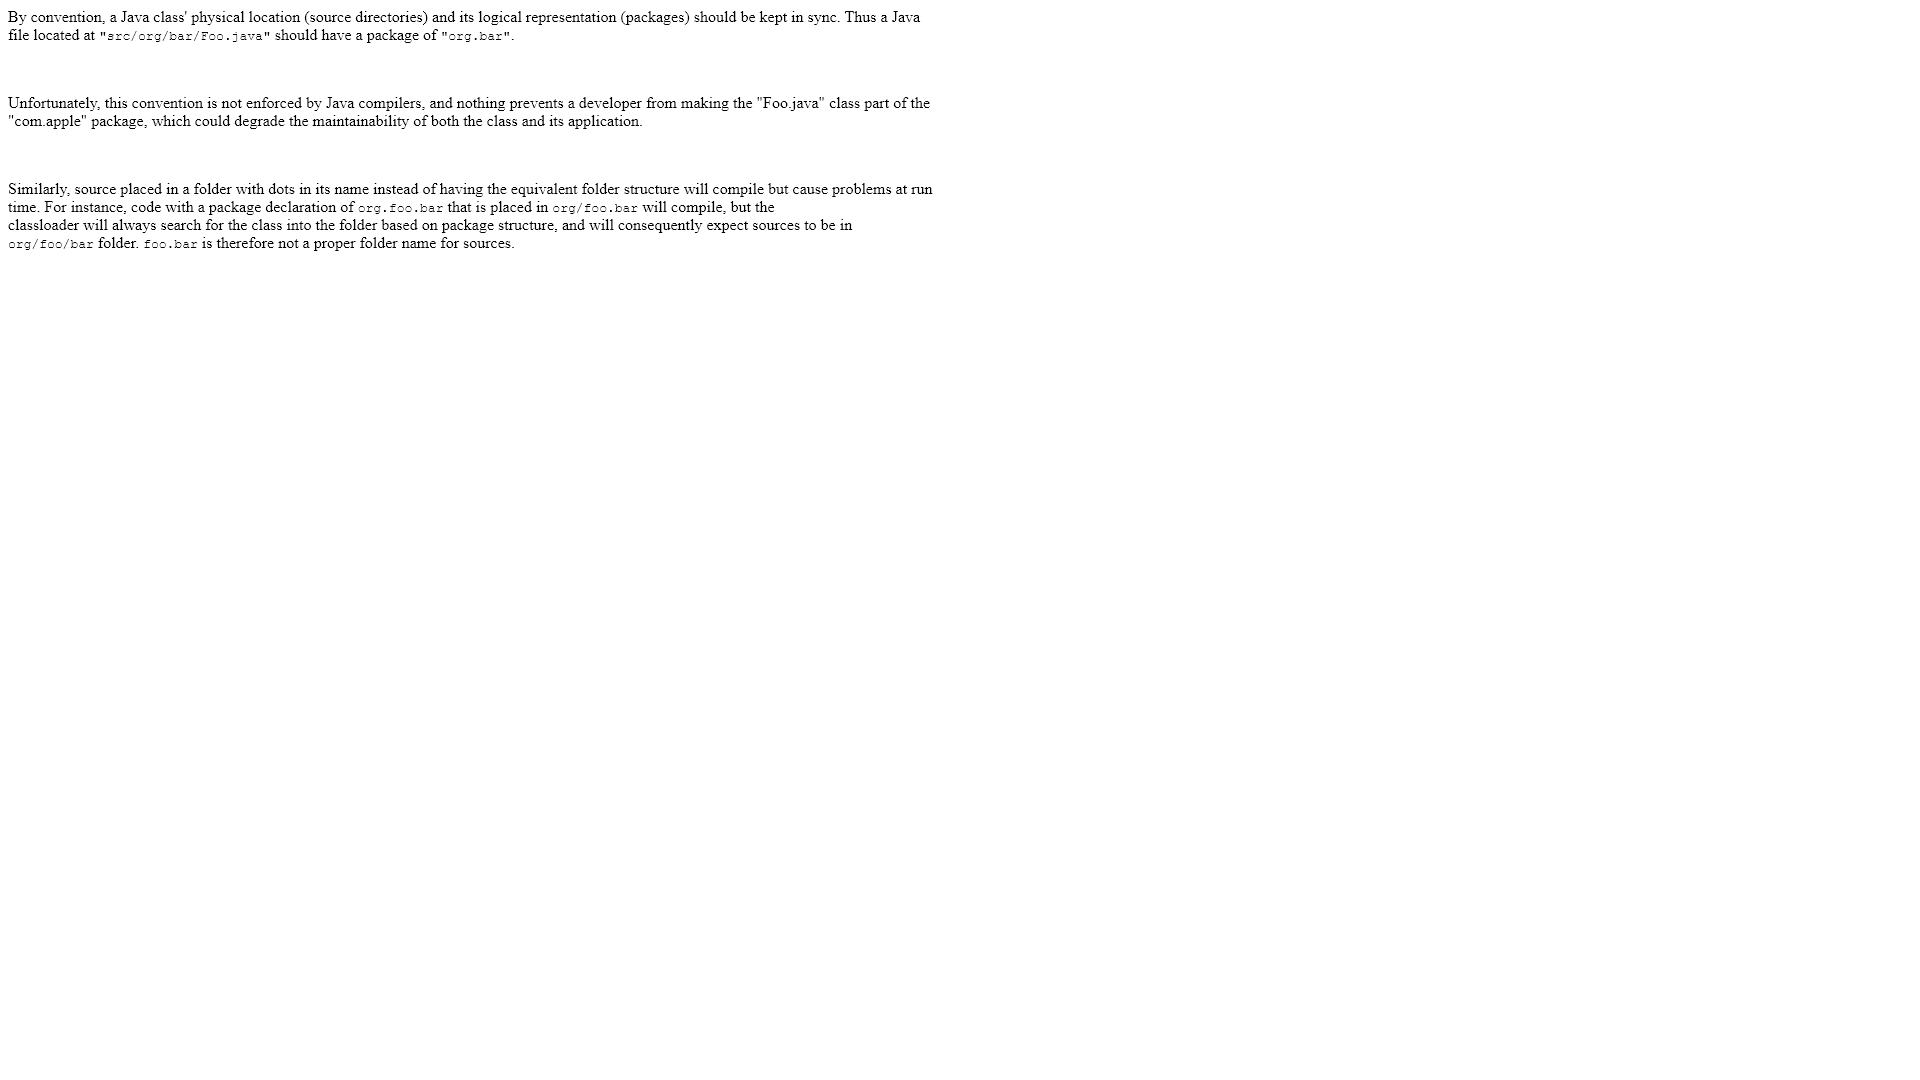 By convention, a Java class' physical location (source directories) and its logical representation (packages) should be kept in sync. Thus a Java
file located at "src/org/bar/Foo.java" should have a package of "org.bar".
Unfortunately, this convention is not enforced by Java compilers, and nothing prevents a developer from making the "Foo.java" class part of the
"com.apple" package, which could degrade the maintainability of both the class and its application.
Similarly, source placed in a folder with dots in its name instead of having the equivalent folder structure will compile but cause problems at run
time. For instance, code with a package declaration of org.foo.bar that is placed in org/foo.bar will compile, but the
classloader will always search for the class into the folder based on package structure, and will consequently expect sources to be in
org/foo/bar folder. foo.bar is therefore not a proper folder name for sources.